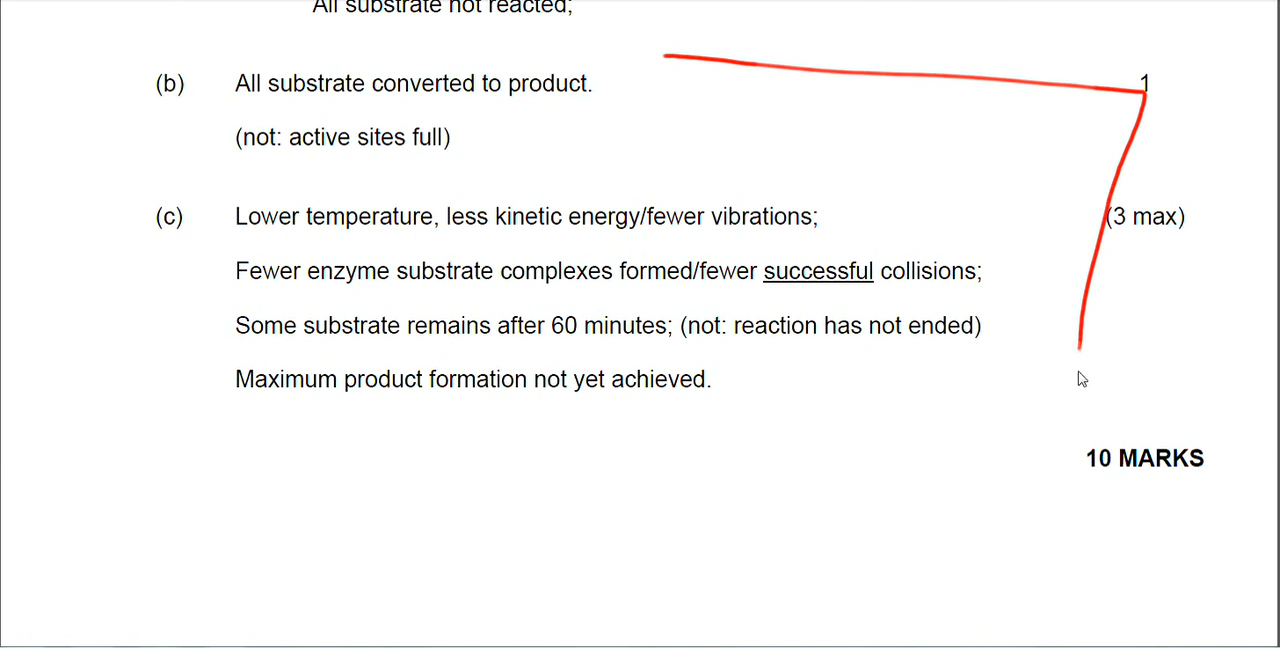 All substrate not reacted;
(b) All substrate converted to product. 1
(not: active sites full)
(c) Lower temperature, less kinetic energy/fewer vibrations; (3 max)
Fewer enzyme substrate complexes formed/fewer successful collisions;
Some substrate remains after 60 minutes; (not: reaction has not ended)
Maximum product formation not yet achieved.
10 MARKS